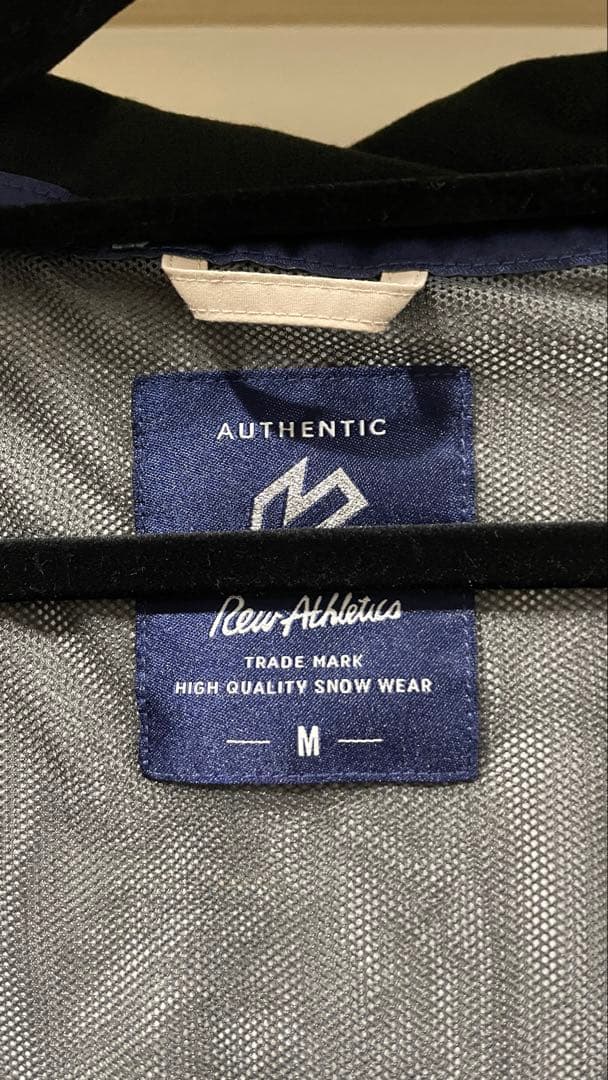 AUTHENTIC
Rew Athletics
TRADE MARK
HIGH QUALITY SNOW WEAR
M